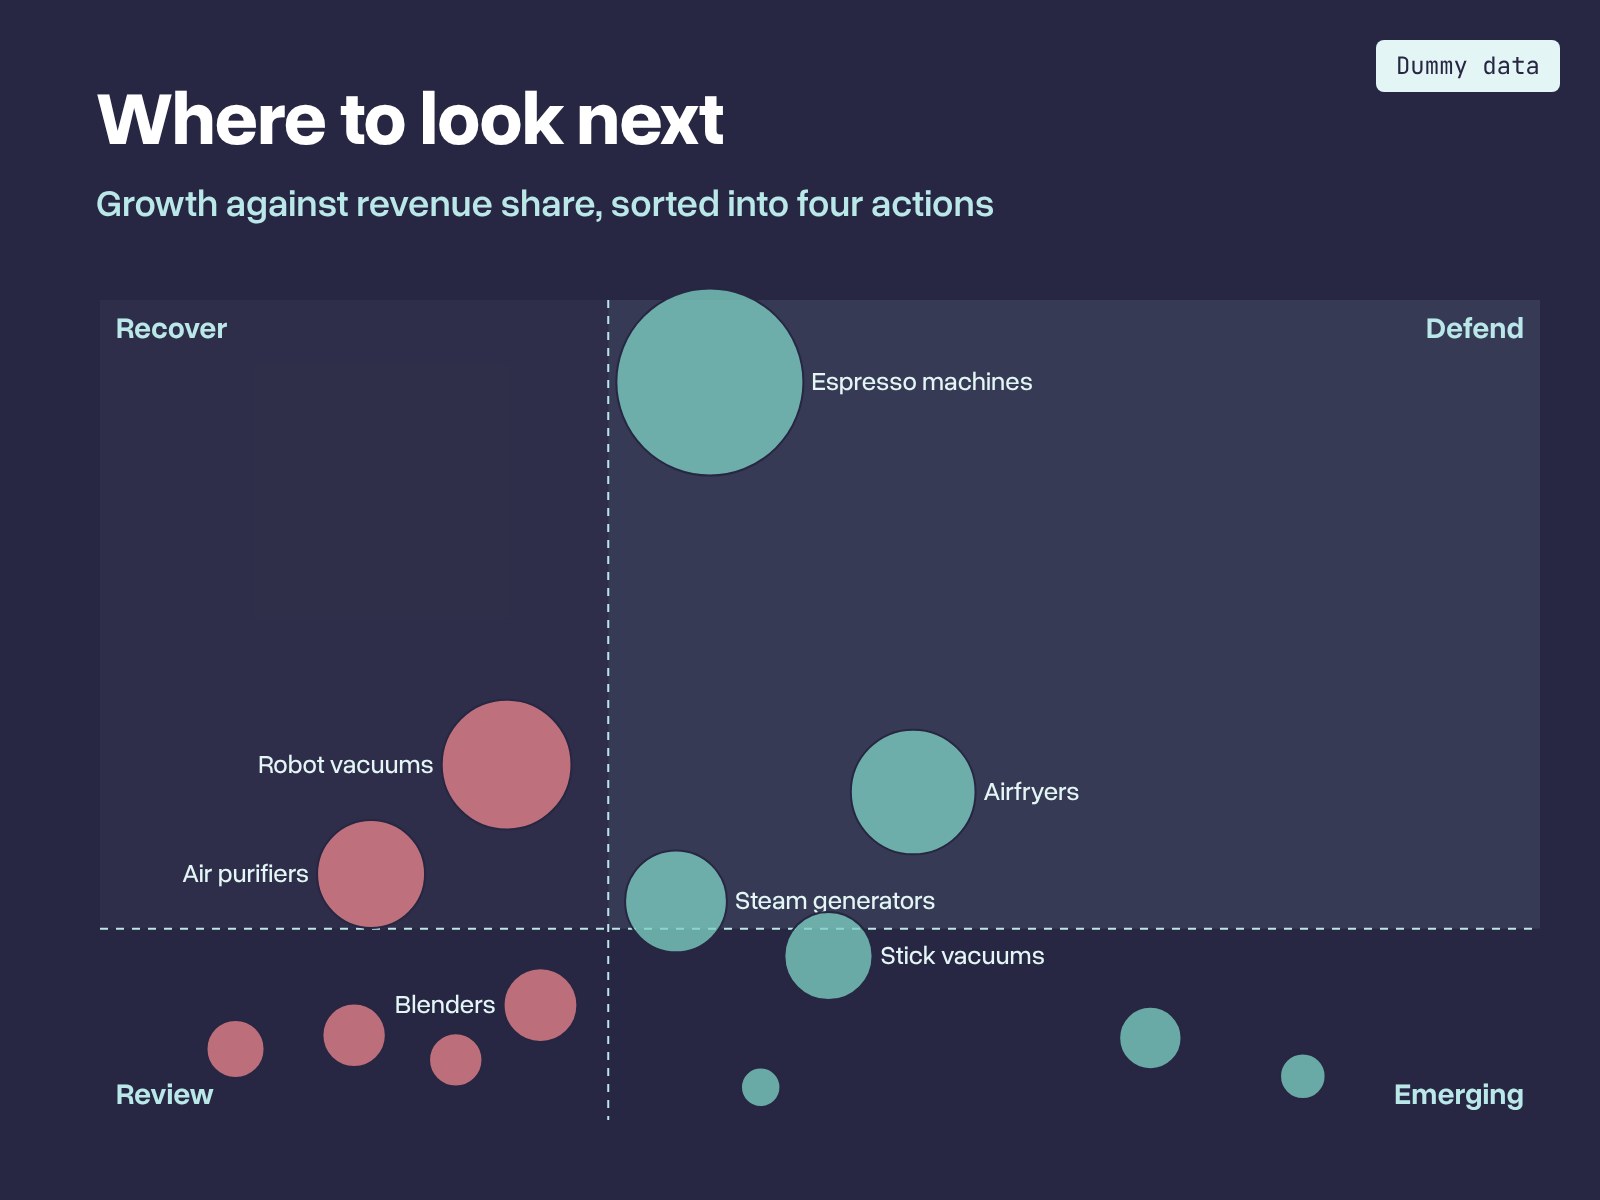 Dummy data
Where to look next
Growth against revenue share, sorted into four actions
Recover
Defend
Espresso machines
Robot vacuums
Airfryers
Air purifiers
Steam generators
Stick vacuums
Blenders
Review
Emerging